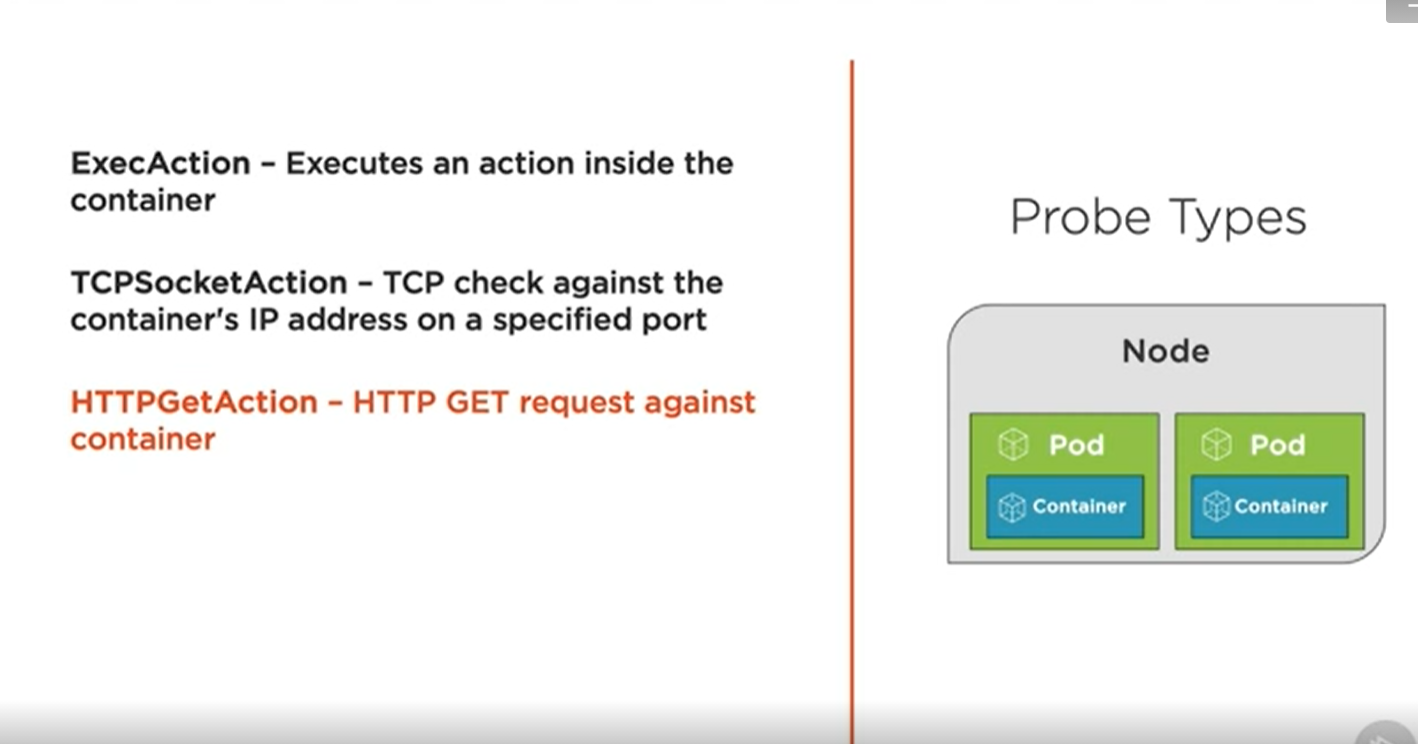 ExecAction – Executes an action inside the
container
TCPSocketAction – TCP check against the
container's IP address on a specified port
HTTPGetAction – HTTP GET request against
container
Probe Types
Node
Pod
Container
Pod
Container